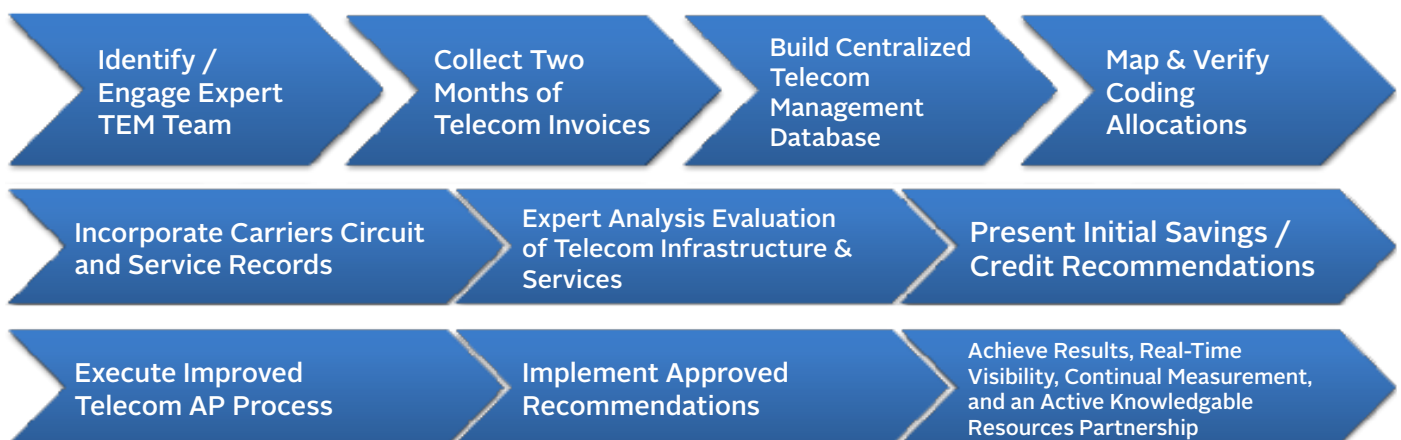 Identify /
Engage Expert
TEM Team
Collect Two
Months of
Telecom Invoices
Build Centralized
Telecom
Management
Database
Map & Verify
Coding
Allocations
Incorporate Carriers Circuit
and Service Records
Expert Analysis Evaluation
of Telecom Infrastructure &
Services
Present Initial Savings /
Credit Recommendations
Execute Improved
Telecom AP Process
Implement Approved
Recommendations
Achieve Results, Real-Time
Visibility, Continual Measurement,
and an Active Knowledgable
Resources Partnership